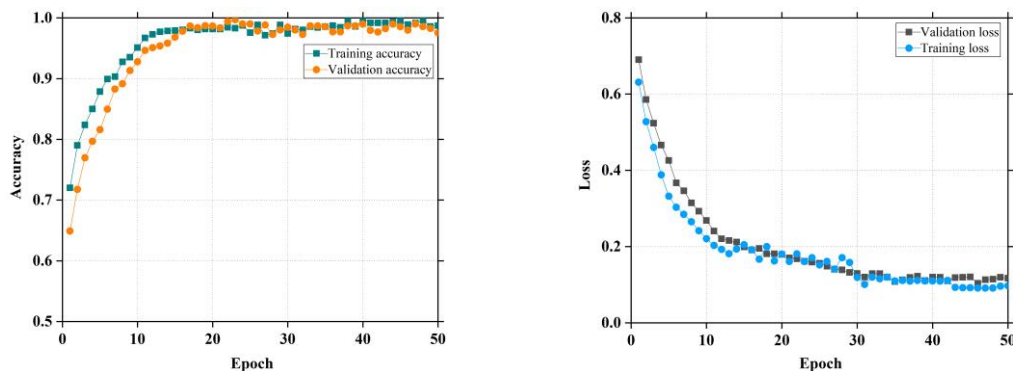 1.0
0.9
0.8
0.7
0.6
0.5
Accuracy
Training accuracy
Validation accuracy
0 10 20 30 40 50
Epoch
0.8
0.6
0.4
0.2
0.0
Loss
Validation loss
Training loss
0 10 20 30 40 50
Epoch